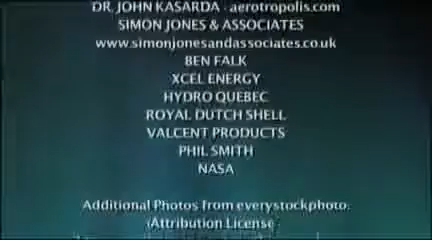 DR. JOHN KASARDA - aerotropolis.com
SIMON JONES & ASSOCIATES
www.simonjonesandassociates.co.uk
BEN FALK
XCEL ENERGY
HYDRO QUEBEC
ROYAL DUTCH SHELL
VALCENT PRODUCTS
PHIL SMITH
NASA
Additional Photos from everystockphoto.
(Attribution License)